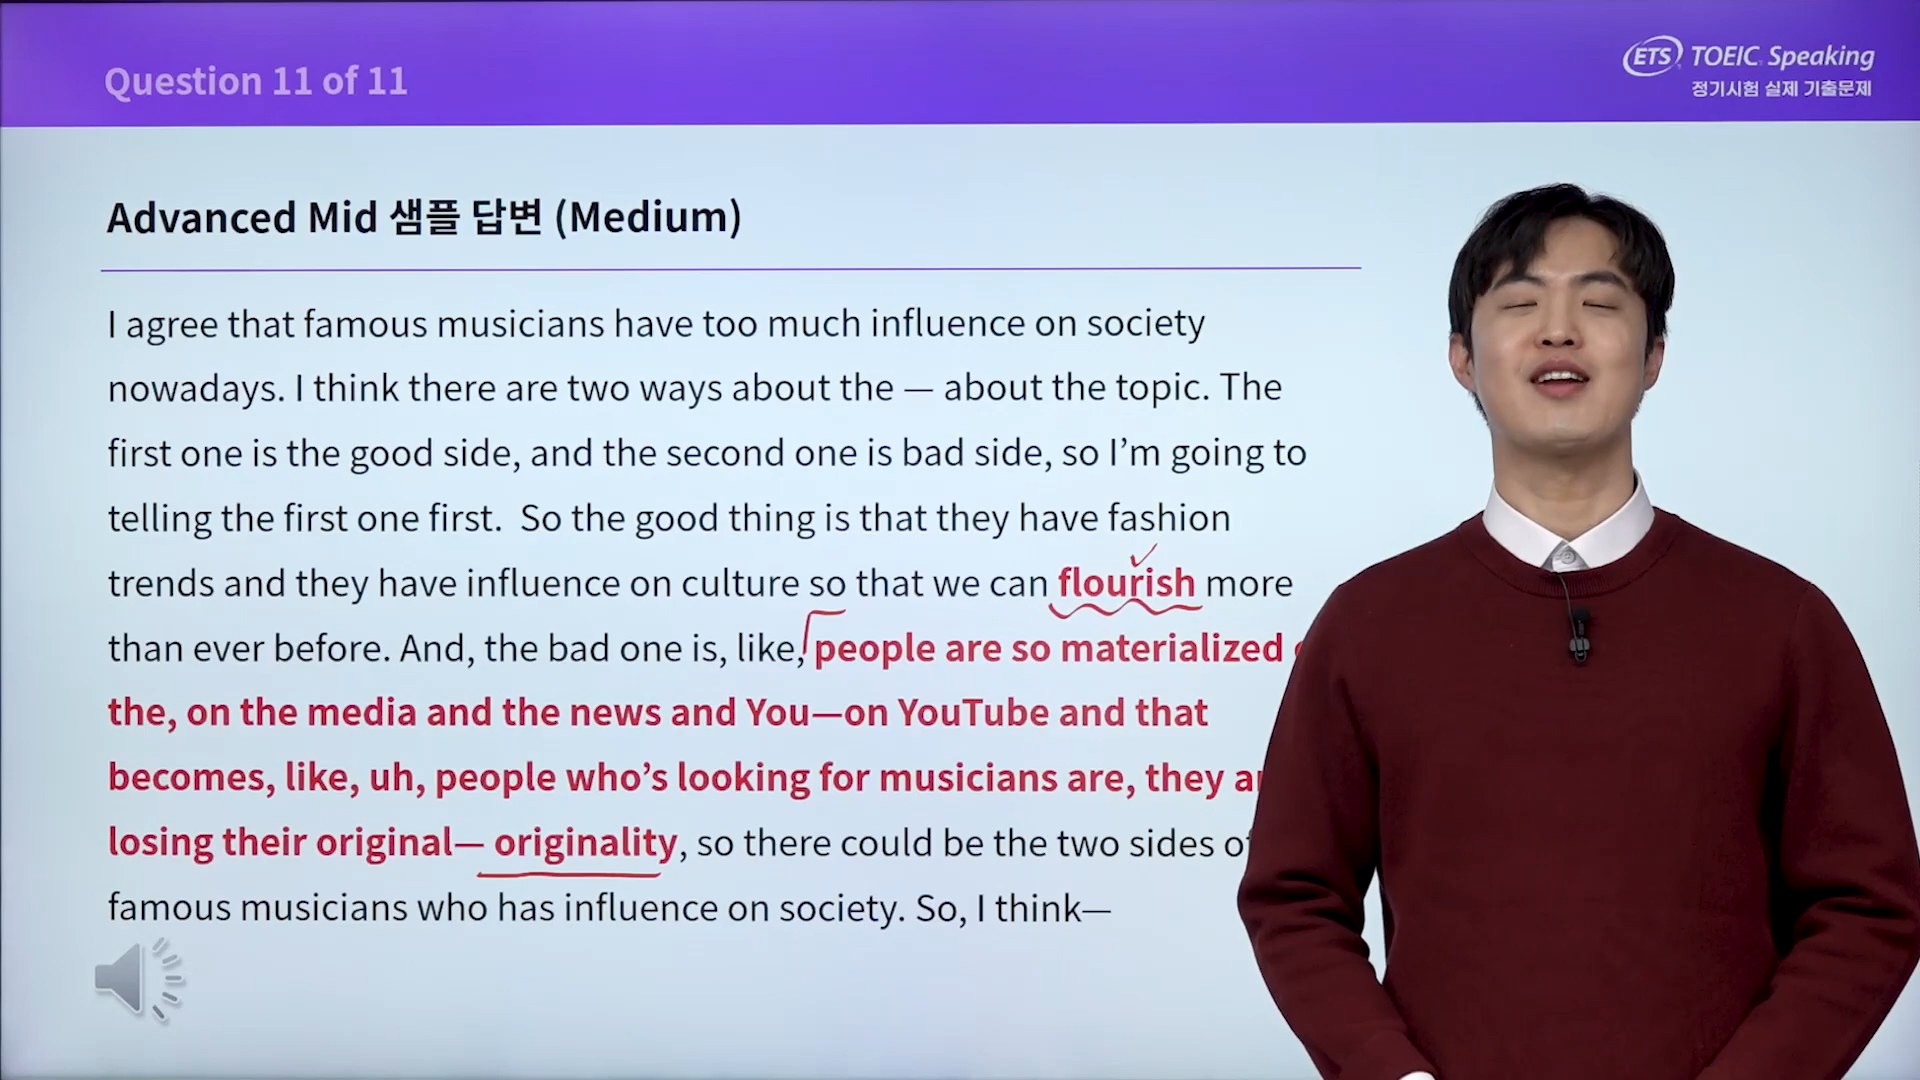 Question 11 of 11
ETS TOEIC Speaking
정기시험 실제 기출문제
Advanced Mid 샘플 답변 (Medium)
I agree that famous musicians have too much influence on society
nowadays. I think there are two ways about the — about the topic. The
first one is the good side, and the second one is bad side, so I’m going to
telling the first one first. So the good thing is that they have fashion
trends and they have influence on culture so that we can flourish more
than ever before. And, the bad one is, like, people are so materialized
the, on the media and the news and You—on YouTube and that
becomes, like, uh, people who’s looking for musicians are, they
losing their original— originality, so there could be the two sides of
famous musicians who has influence on society. So, I think—